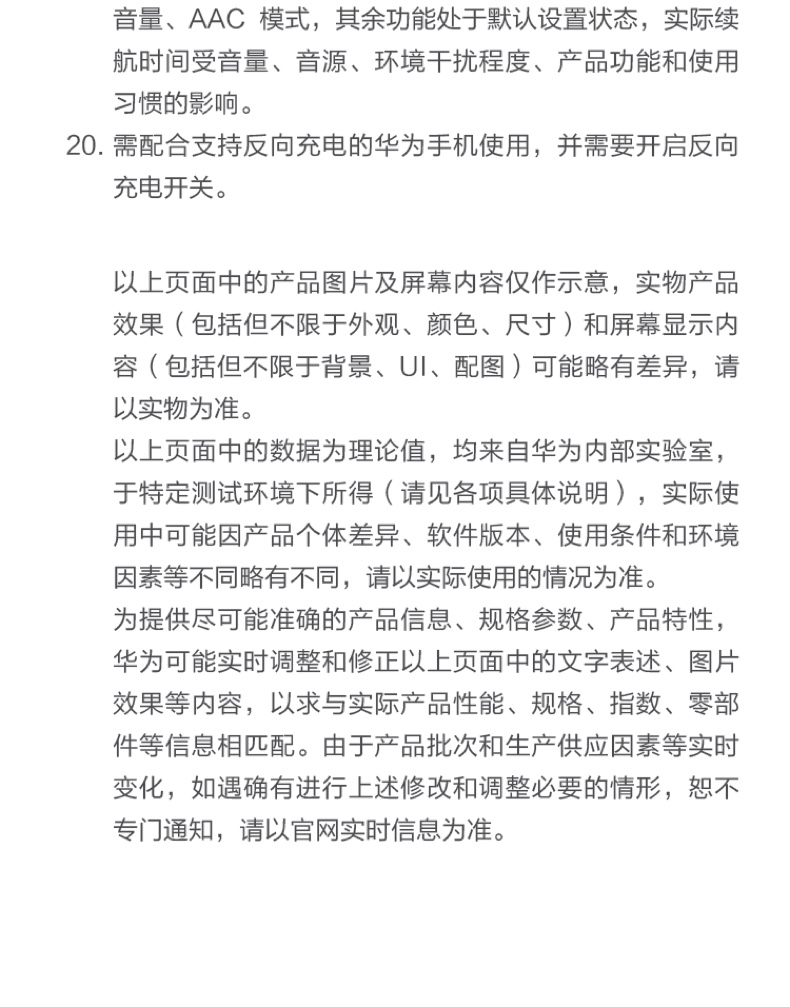 音量、AAC 模式，其余功能处于默认设置状态，实际续
航时间受音量、音源、环境干扰程度、产品功能和使用
习惯的影响。
20. 需配合支持反向充电的华为手机使用，并需要开启反向
充电开关。
以上页面中的产品图片及屏幕内容仅作示意，实物产品
效果（包括但不限于外观、颜色、尺寸）和屏幕显示内
容（包括但不限于背景、UI、配图）可能略有差异，请
以实物为准。
以上页面中的数据为理论值，均来自华为内部实验室，
于特定测试环境下所得（请见各项具体说明），实际使
用中可能因产品个体差异、软件版本、使用条件和环境
因素等不同略有不同，请以实际使用的情况为准。
为提供尽可能准确的产品信息、规格参数、产品特性，
华为可能实时调整和修正以上页面中的文字表述、图片
效果等内容，以求与实际产品性能、规格、指数、零部
件等信息相匹配。由于产品批次和生产供应因素等实时
变化，如遇确有进行上述修改和调整必要的情形，恕不
专门通知，请以官网实时信息为准。